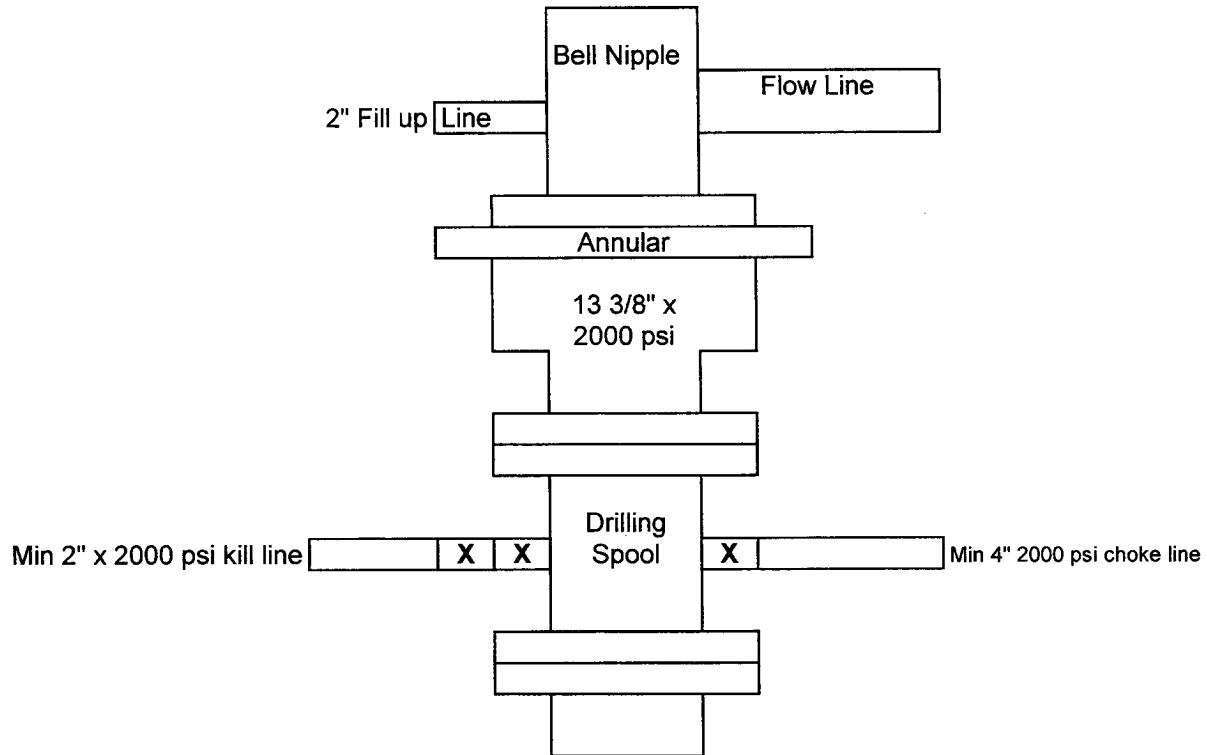 Bell Nipple
Flow Line
2" Fill up Line
Annular
13 3/8" x
2000 psi
Drilling
Spool
Min 2" x 2000 psi kill line
X X
X
Min 4" 2000 psi choke line